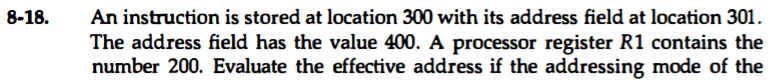 8-18. An instruction is stored at location 300 with its address field at location 301.
The address field has the value 400. A processor register R1 contains the
number 200. Evaluate the effective address if the addressing mode of the